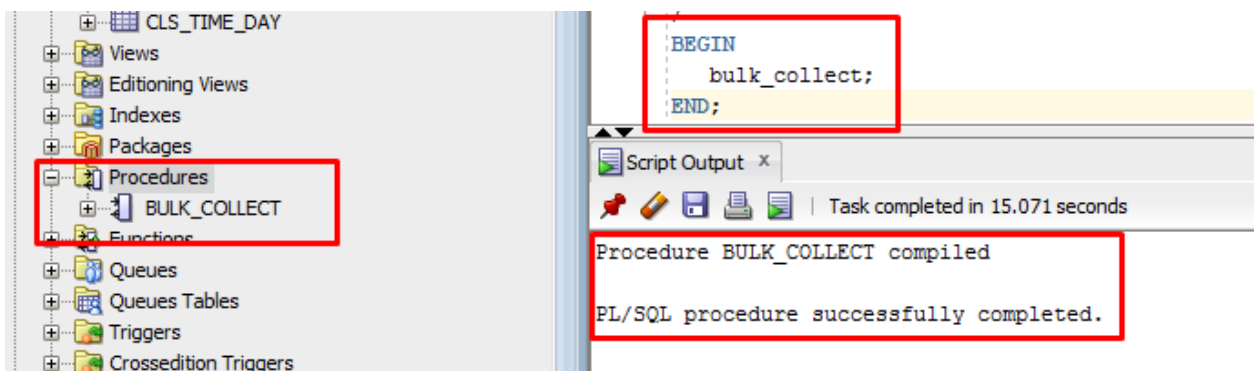 CLS_TIME_DAY
Views
Editioning Views
Indexes
Packages
Procedures
BULK_COLLECT
Functions
Queues
Queues Tables
Triggers
Crossedition Triggers
/
BEGIN
bulk_collect;
END;
Script Output x
Task completed in 15.071 seconds
Procedure BULK_COLLECT compiled
PL/SQL procedure successfully completed.